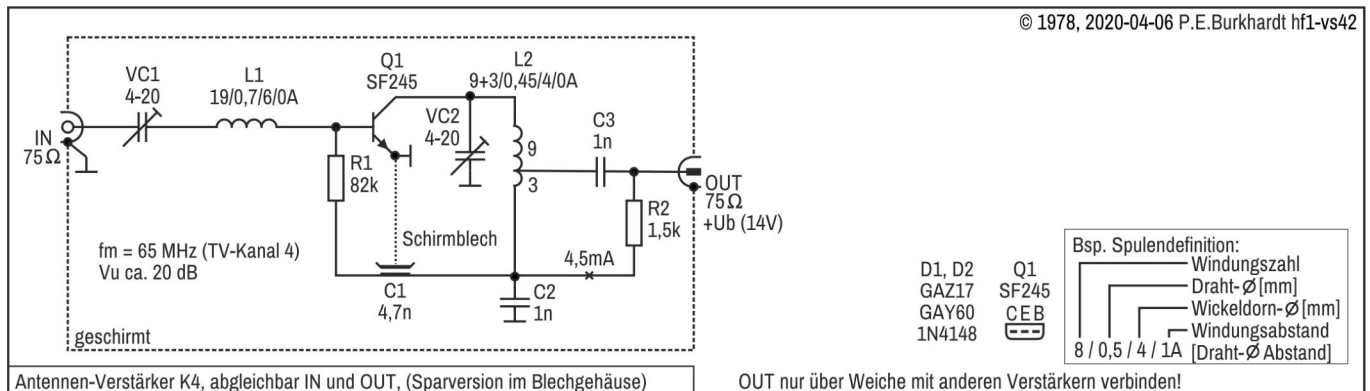 © 1978, 2020-04-06 P.E.Burkhardt hf1-vs42
VC1
4-20
L1
19/0,7/6/0A
Q1
SF245
L2
9+3/0,45/4/0A
VC2
4-20
C3
1n
IN
75Ω
R1
82k
9
3
OUT
75Ω
+Ub (14V)
R2
1,5k
fm = 65 MHz (TV-Kanal 4)
Vu ca. 20 dB
Schirmblech
4,5mA
C1
4,7n
C2
1n
geschirmt
D1, D2
GAZ17
GAY60
1N4148
Q1
SF245
CEB
Bsp. Spulendefinition:
Windungszahl
Draht-Ø[mm]
Wickeldorn-Ø[mm]
Windungsabstand
8 / 0,5 / 4 / 1A [Draht-Ø Abstand]
Antennen-Verstärker K4, abgleichbar IN und OUT, (Sparversion im Blechgehäuse)
OUT nur über Weiche mit anderen Verstärkern verbinden!